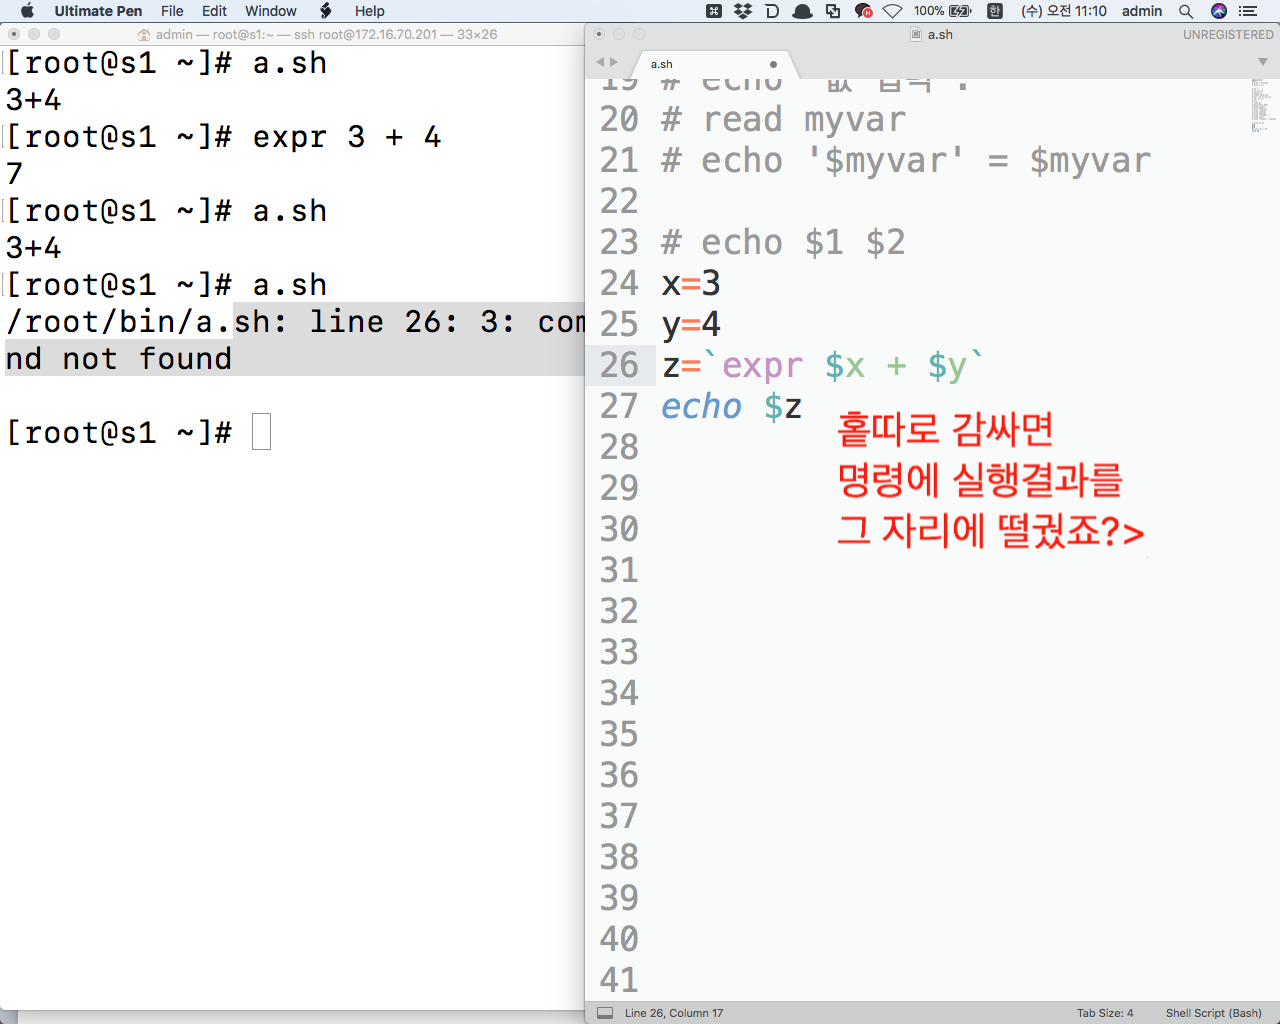 Ultimate Pen File Edit Window Help 100% 한 (수) 오전 11:10 admin
admin — root@s1:~ — ssh root@172.16.70.201 — 33×26
[root@s1 ~]# a.sh
3+4
[root@s1 ~]# expr 3 + 4
7
[root@s1 ~]# a.sh
3+4
[root@s1 ~]# a.sh
/root/bin/a.sh: line 26: 3: com
nd not found
[root@s1 ~]#
a.sh
UNREGISTERED
a.sh
19 # echo
20 # read myvar
21 # echo '$myvar' = $myvar
22
23 # echo $1 $2
24 x=3
25 y=4
26 z=`expr $x + $y`
27 echo $z
28
29
30
31
32
33
34
35
36
37
38
39
40
41
홑따로 감싸면
명령에 실행결과를
그 자리에 떨궜죠?>
Line 26, Column 17
Tab Size: 4
Shell Script (Bash)